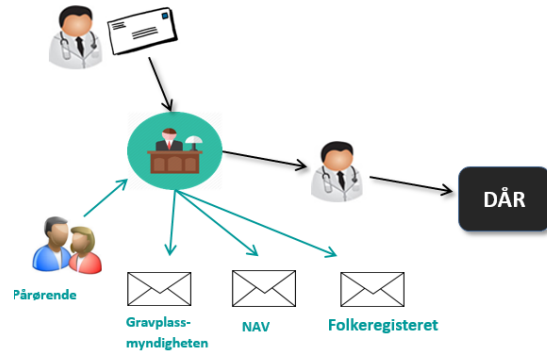 DÅR
Pårørende
Gravplass-
myndigheten
NAV
Folkeregisteret